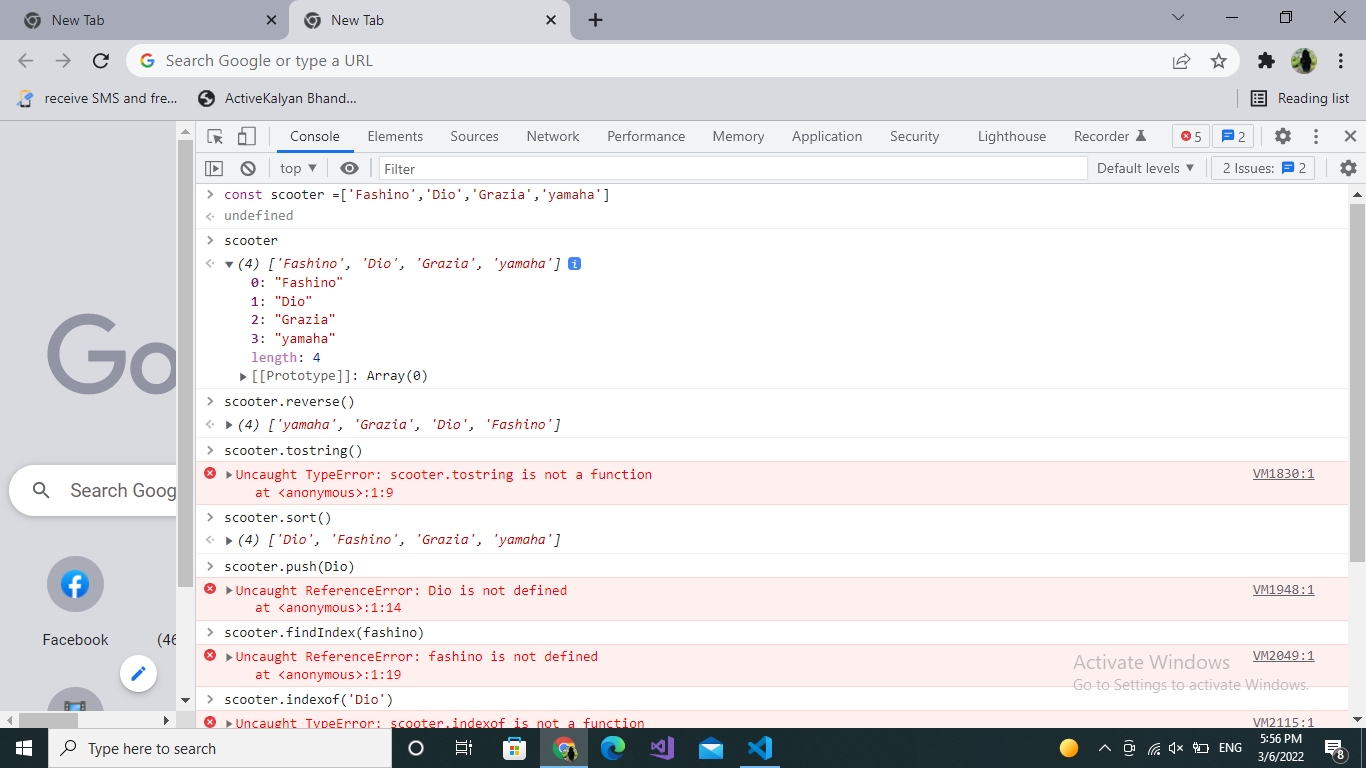 New Tab
New Tab
Search Google or type a URL
receive SMS and fre...
ActiveKalyan Bhand...
Reading list
Console Elements Sources Network Performance Memory Application Security Lighthouse Recorder 5 2
top Filter Default levels 2 Issues: 2
const scooter =['Fashino','Dio','Grazia','yamaha']
undefined
scooter
(4) ['Fashino', 'Dio', 'Grazia', 'yamaha'] i
0: "Fashino"
1: "Dio"
2: "Grazia"
3: "yamaha"
length: 4
[[Prototype]]: Array(0)
scooter.reverse()
(4) ['yamaha', 'Grazia', 'Dio', 'Fashino']
scooter.tostring()
Uncaught TypeError: scooter.tostring is not a function VM1830:1
at <anonymous>:1:9
scooter.sort()
(4) ['Dio', 'Fashino', 'Grazia', 'yamaha']
scooter.push(Dio)
Uncaught ReferenceError: Dio is not defined VM1948:1
at <anonymous>:1:14
scooter.findIndex(fashino)
Uncaught ReferenceError: fashino is not defined VM2049:1
at <anonymous>:1:19
scooter.indexof('Dio')
Uncaught TypeError: scooter.indexof is not a function VM2115:1
Go
Search Goog
Facebook
(46
Activate Windows
Go to Settings to activate Windows.
Type here to search
ENG
5:56 PM
3/6/2022
8